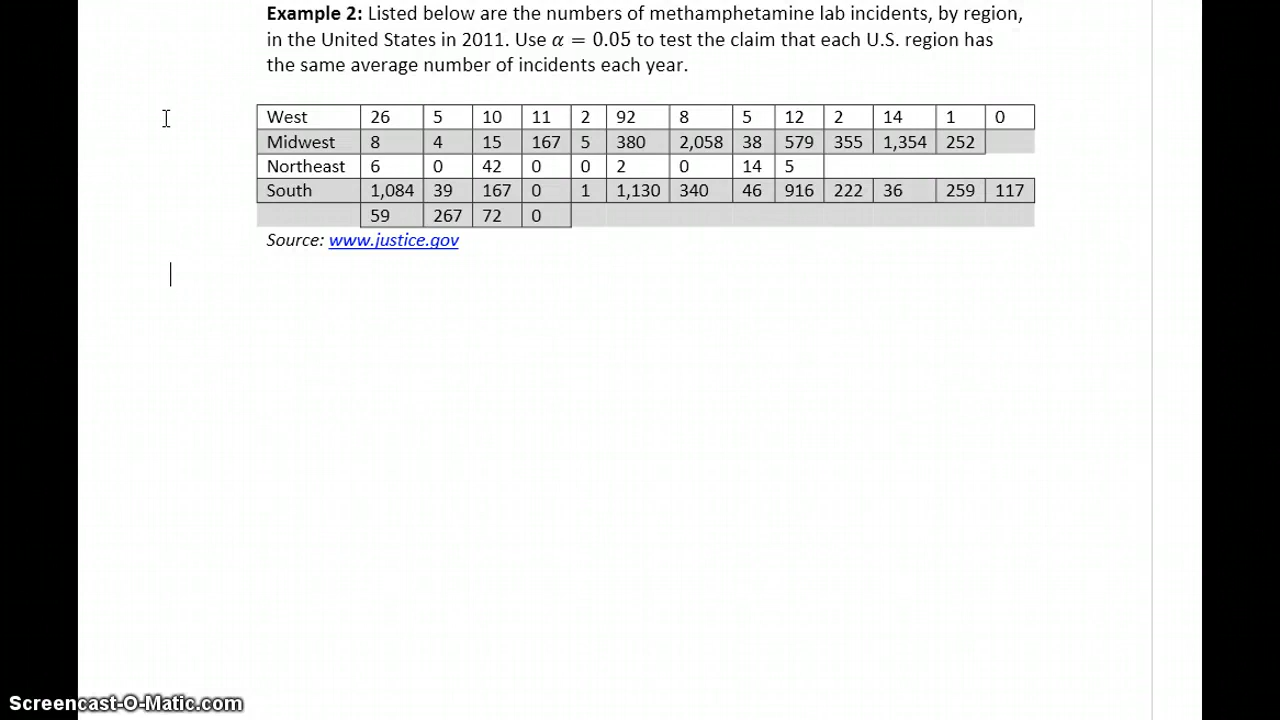 Example 2: Listed below are the numbers of methamphetamine lab incidents, by region,
in the United States in 2011. Use α = 0.05 to test the claim that each U.S. region has
the same average number of incidents each year.
West 26 5 10 11 2 92 8 5 12 2 14 1 0
Midwest 8 4 15 167 5 380 2,058 38 579 355 1,354 252
Northeast 6 0 42 0 0 2 0 14 5
South 1,084 39 167 0 1 1,130 340 46 916 222 36 259 117
59 267 72 0
Source: www.justice.gov
Screencast-O-Matic.com